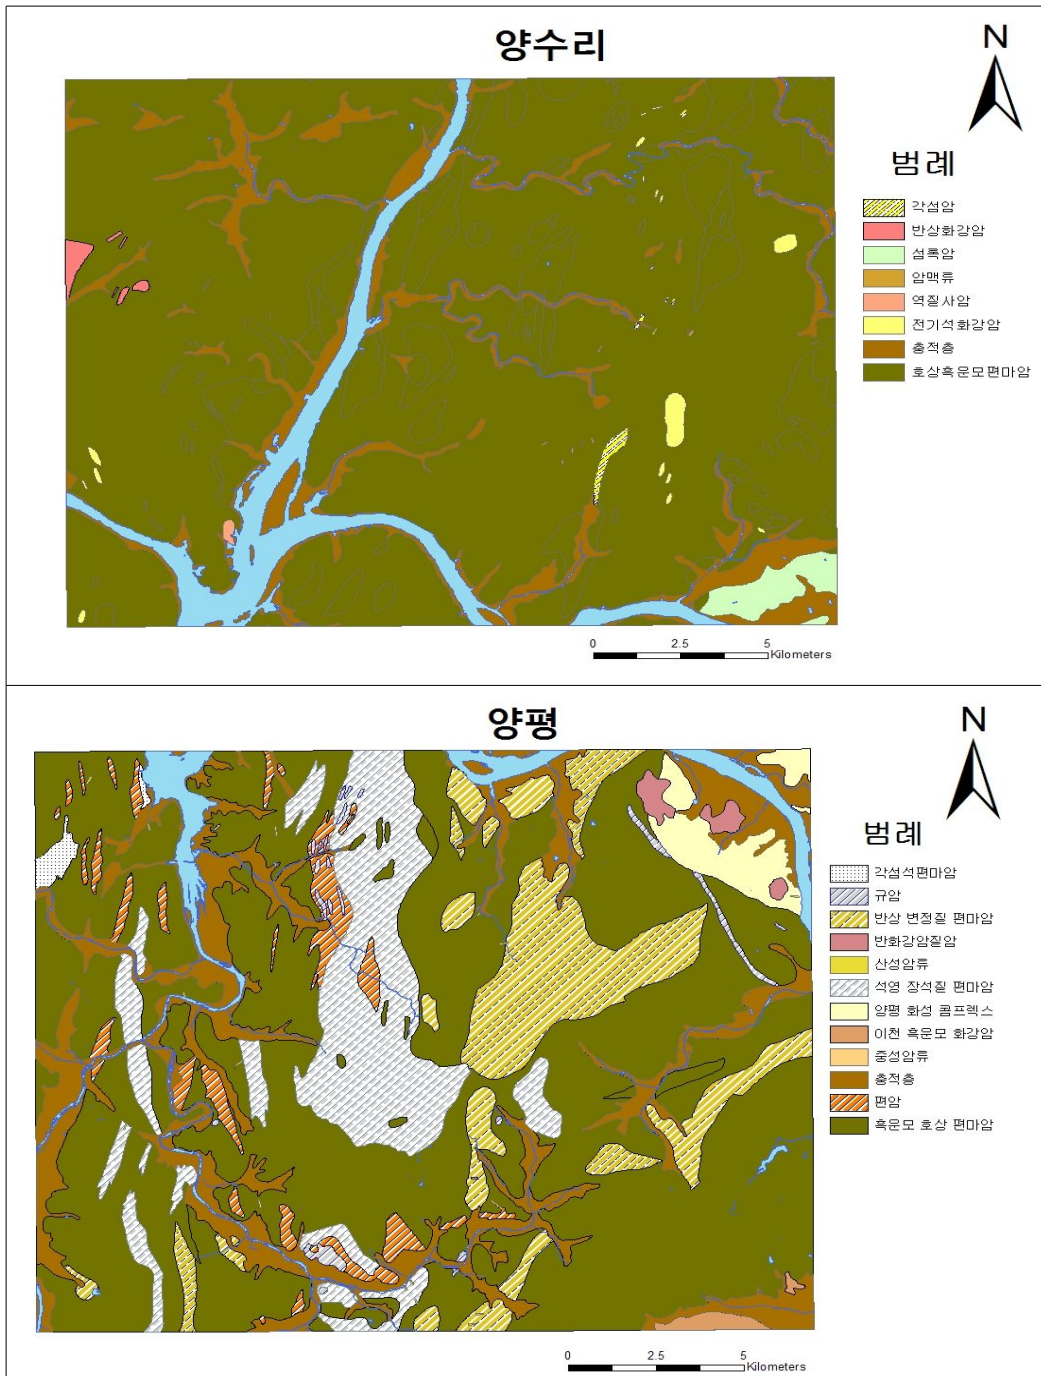 양수리
N
범례
각섬암
반상화강암
섬록암
암맥류
역질사암
전기석화강암
충적층
호상흑운모편마암
0 2.5 5
Kilometers
양평
N
범례
각섬석편마암
규암
반상 변정질 편마암
반화강암질암
산성암류
석영 장석질 편마암
양평 화성 콤프렉스
이천 흑운모 화강암
중성암류
충적층
편암
흑운모 호상 편마암
0 2.5 5
Kilometers